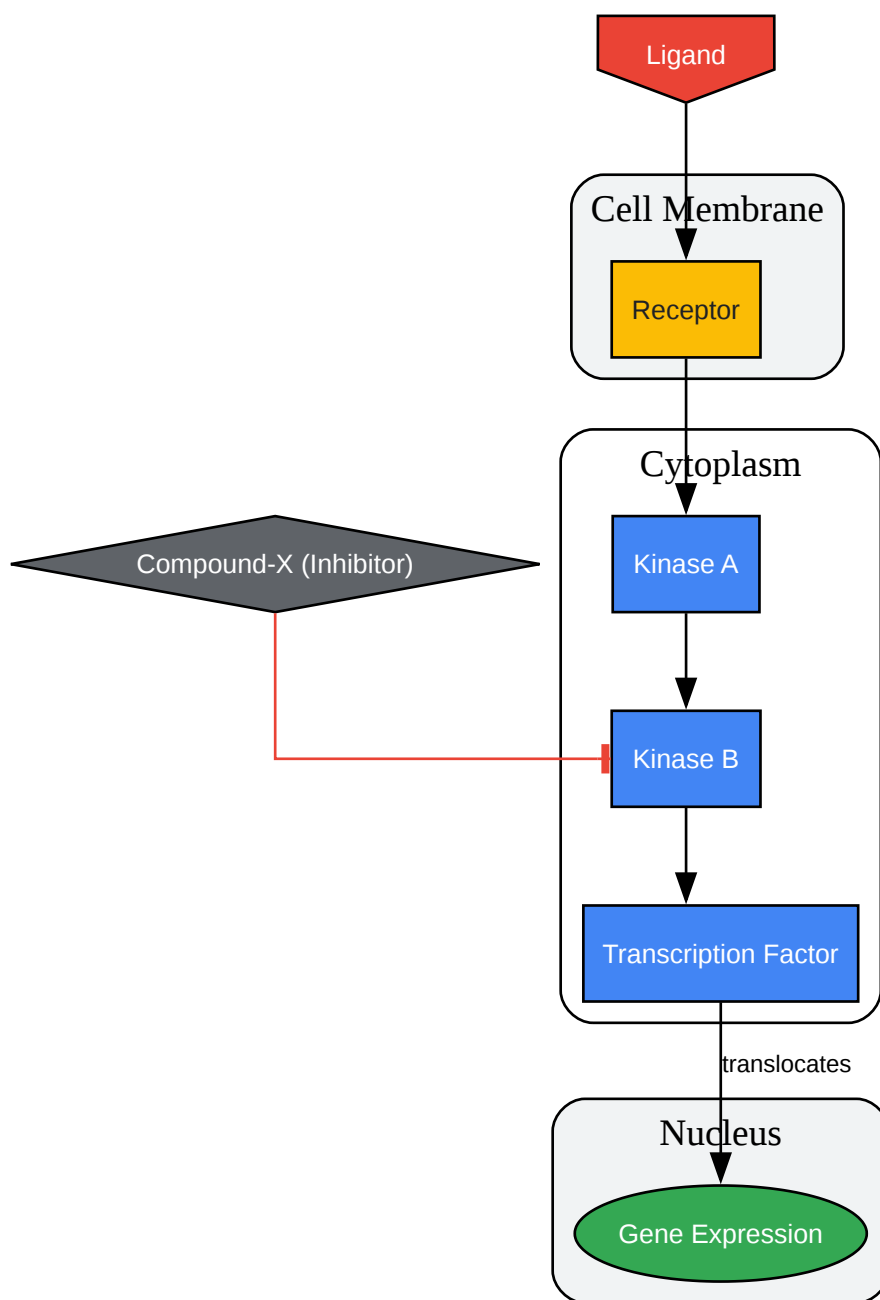 Ligand
Cell Membrane
Receptor
Cytoplasm
Compound-X (Inhibitor)
Kinase A
Kinase B
Transcription Factor
translocates
Nucleus
Gene Expression